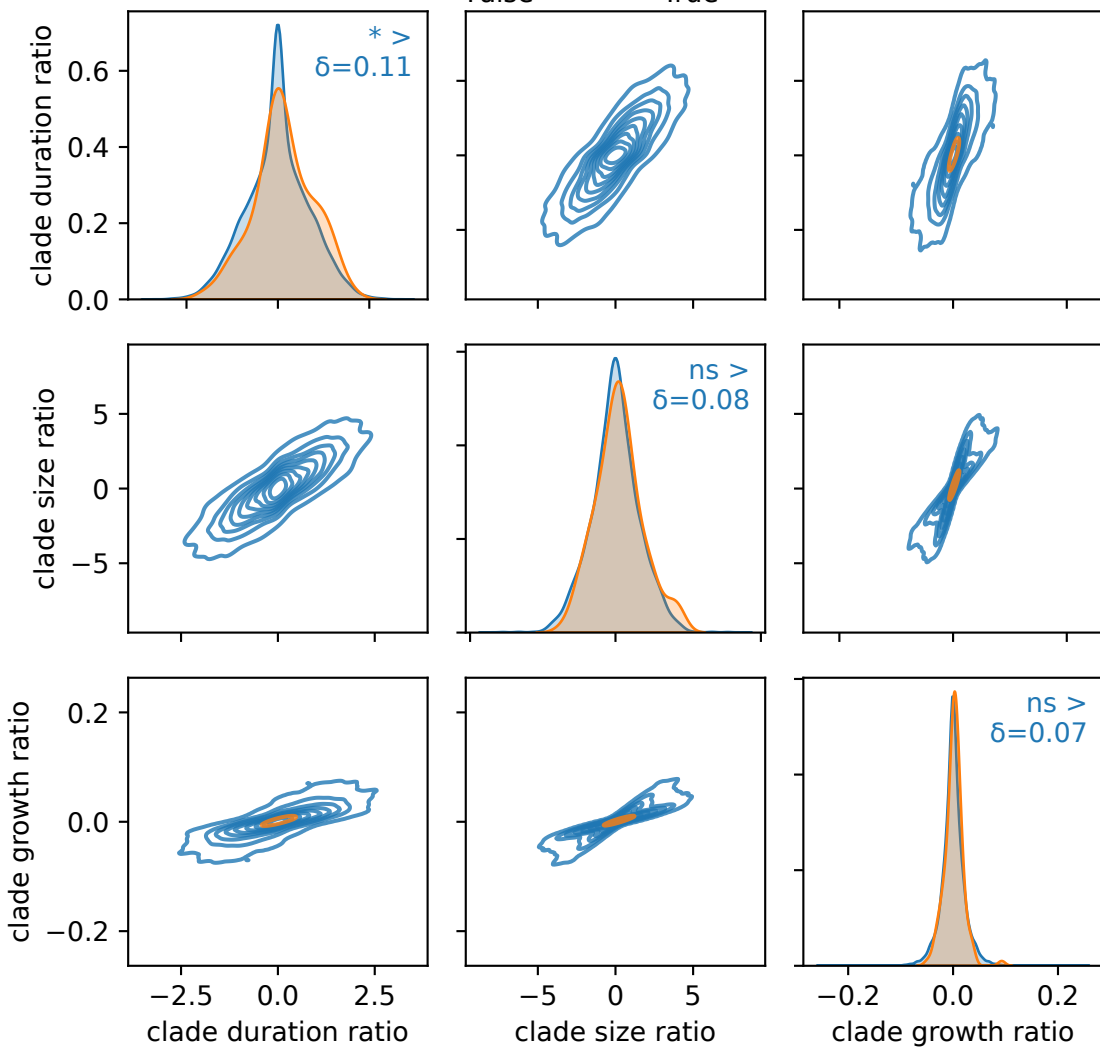 * >
δ=0.11
clade duration ratio
0.6
0.4
0.2
0.0
ns >
δ=0.08
clade size ratio
5
0
−5
ns >
δ=0.07
clade growth ratio
0.2
0.0
−0.2
−2.5 0.0 2.5
−5 0 5
−0.2 0.0 0.2
clade duration ratio
clade size ratio
clade growth ratio